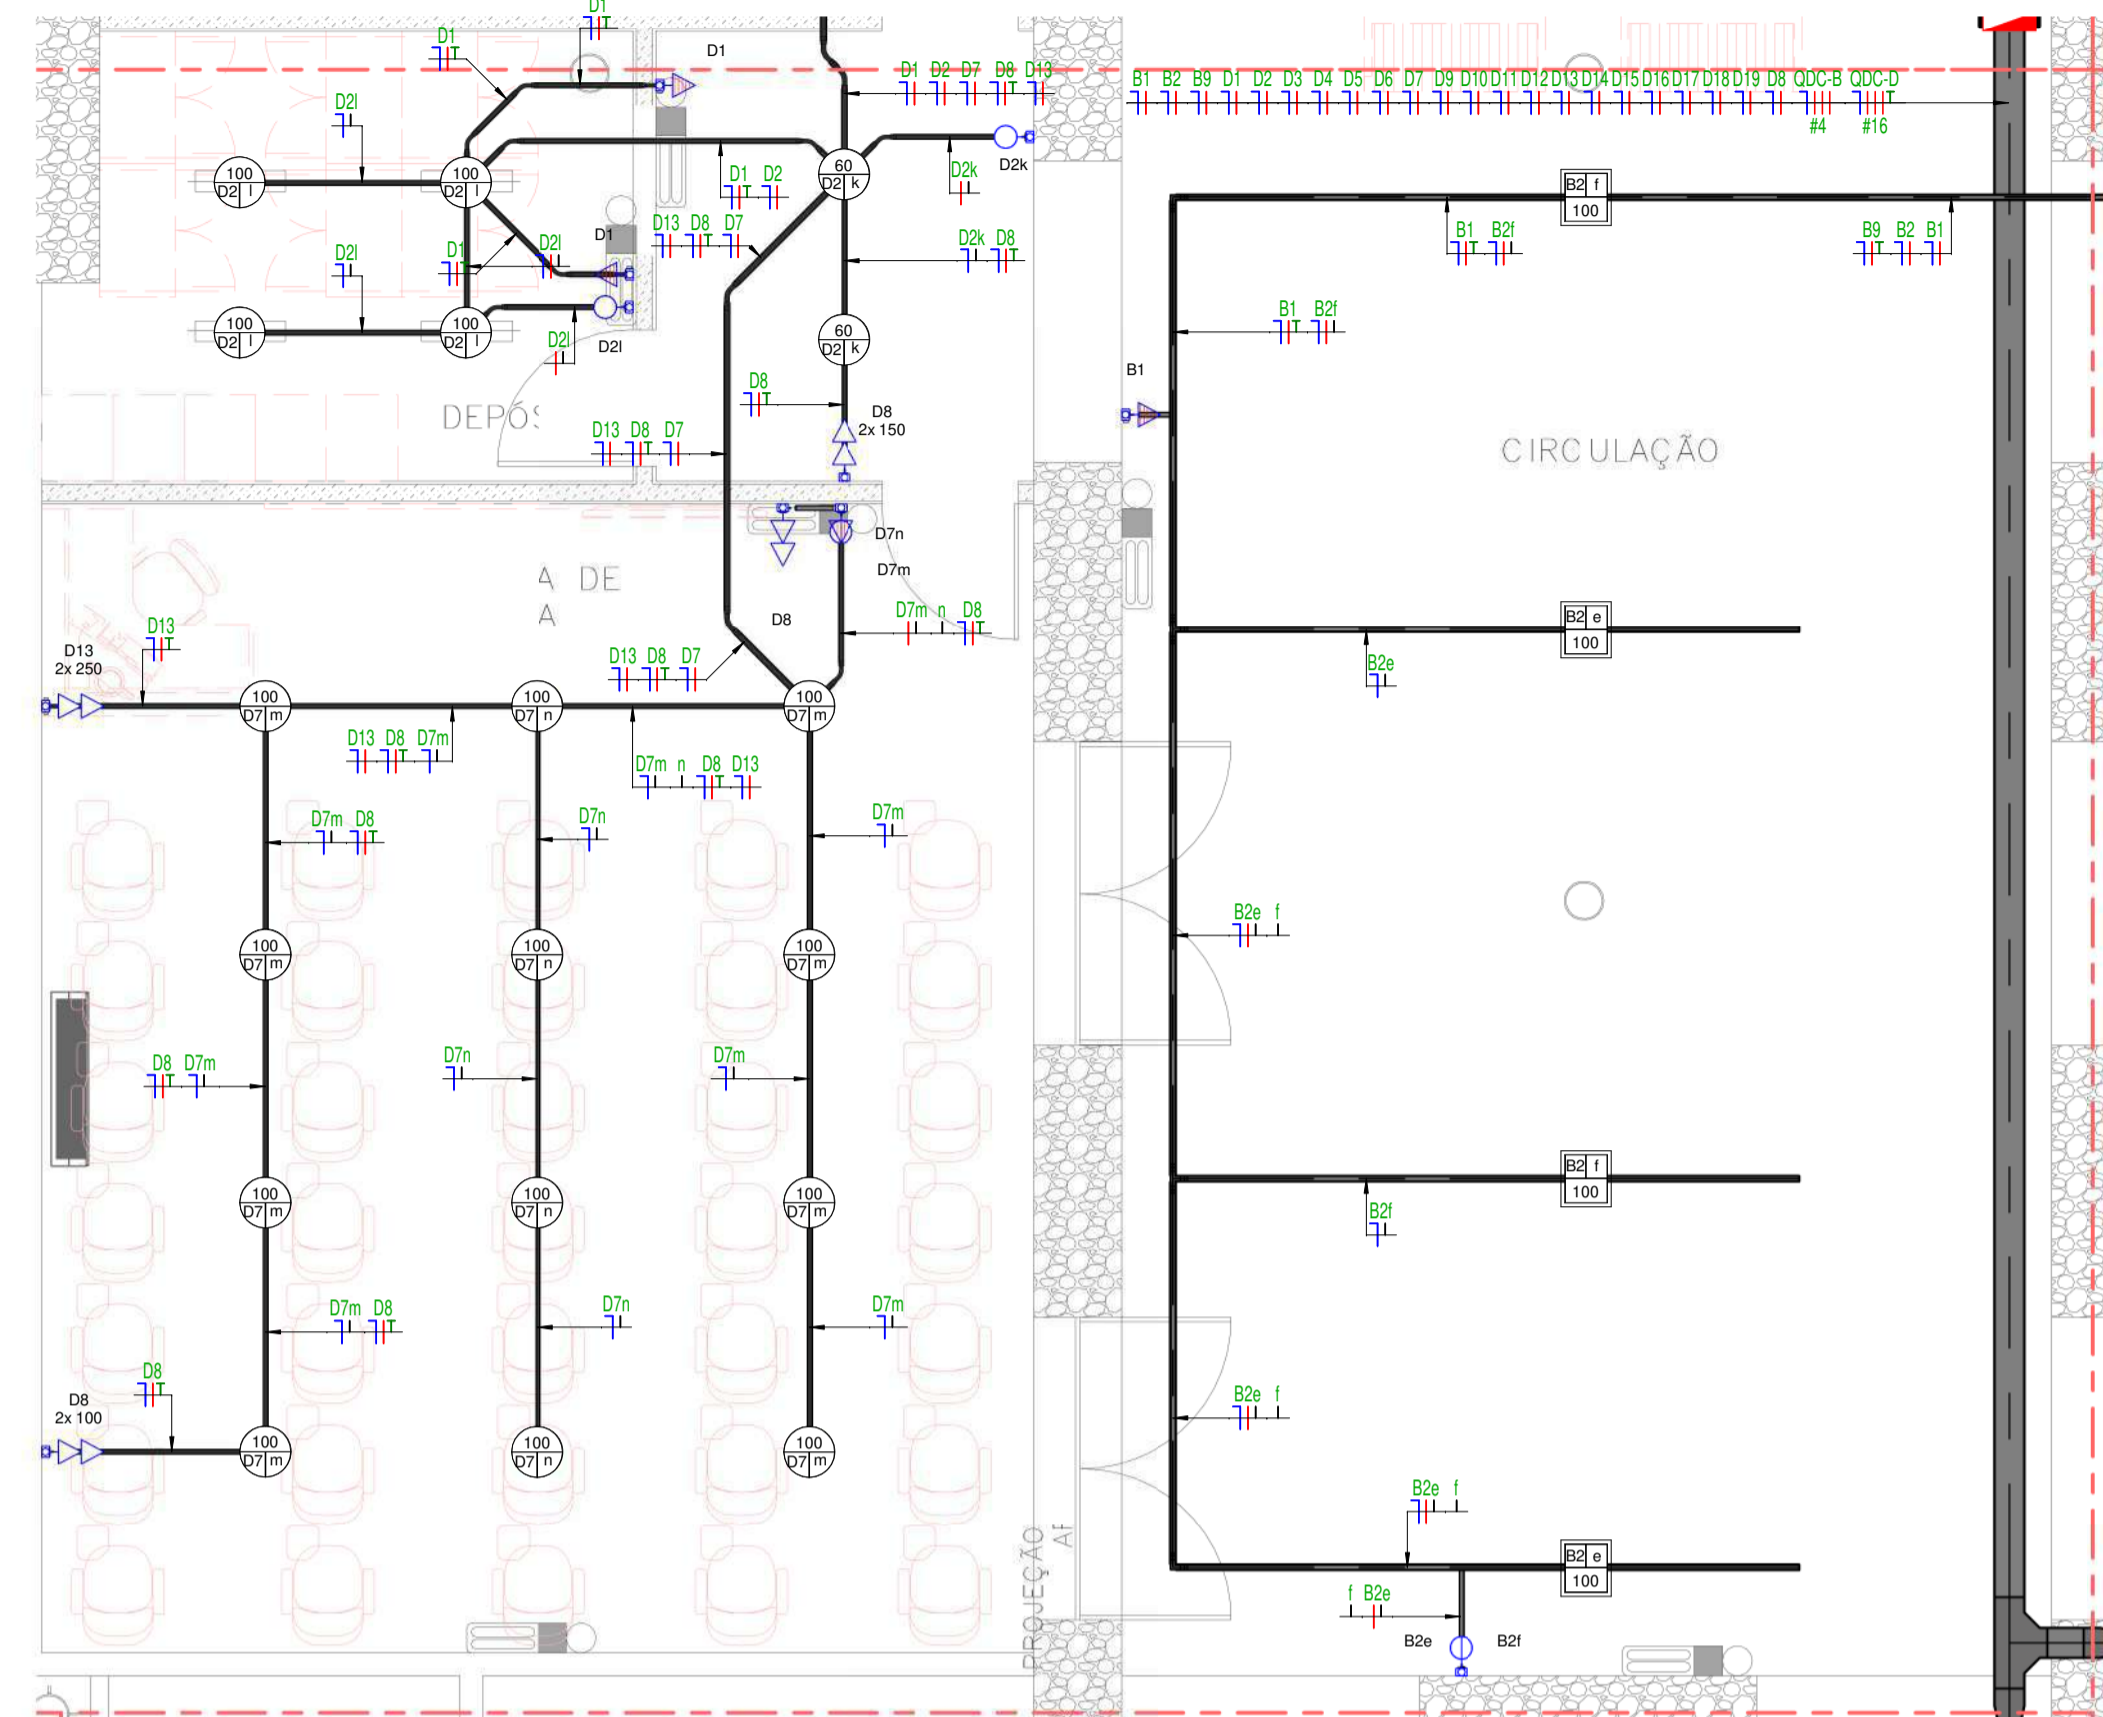 D1
D1
D1
D1 D2 D7 D8 D13
B1 B2 B9 D1 D2 D3 D4 D5 D6 D7 D9 D10 D11 D12 D13 D14 D15 D16 D17 D18 D19 D8 QDC-B QDC-D
#4 #16
D2l
100
D2 l
100
D2 l
60
D2 k
D2k
D2k
D1 D2
B2 f
100
D13 D8 D7
D2k D8
B1 B2f
B9 B2 B1
D1
D1
D2l
D2l
100
D2 l
100
D2 l
D2l
D2l
60
D2 k
B1 B2f
B1
D8
D8
2x 150
DEPÓS
D13 D8 D7
CIRCULAÇÃO
D7n
D7m
A DE
A
D8
D7m n D8
D13
D13
2x 250
D13 D8 D7
B2 e
100
B2e
100
D7 m
100
D7 n
100
D7 m
D13 D8 D7m
D7m n D8 D13
D7m D8
D7n
D7m
B2e f
100
D7 m
100
D7 n
100
D7 m
D8 D7m
D7n
D7m
B2 f
100
B2f
100
D7 m
100
D7 n
100
D7 m
D7m D8
D7n
D7m
B2e f
D8
D8
2x 100
100
D7 m
100
D7 n
100
D7 m
B2e f
PROJEÇÃO
B2 e
100
f B2e
B2e B2f